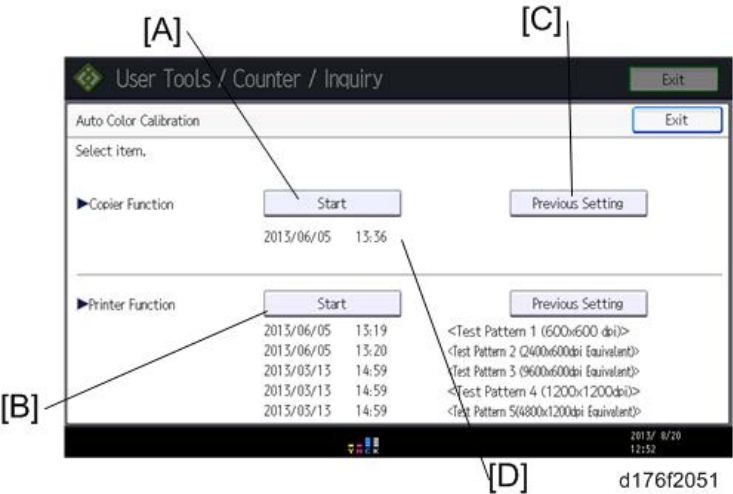 [A]
[C]
User Tools / Counter / Inquiry
Exit
Auto Color Calibration
Exit
Select item.
►Copier Function
Start
Previous Setting
2013/06/05 13:36
►Printer Function
Start
Previous Setting
2013/06/05 13:19 <Test Pattern 1 (600x600 dpi)>
2013/06/05 13:20 <Test Pattern 2 (2400x600dpi Equivalent)>
2013/03/13 14:59 <Test Pattern 3 (9600x600dpi Equivalent)>
2013/03/13 14:59 <Test Pattern 4 (1200x1200dpi)>
2013/03/13 14:59 <Test Pattern 5(4800x1200dpi Equivalent)>
[B]
Y M C K
2013/ 8/20
12:52
[D]
d176f2051